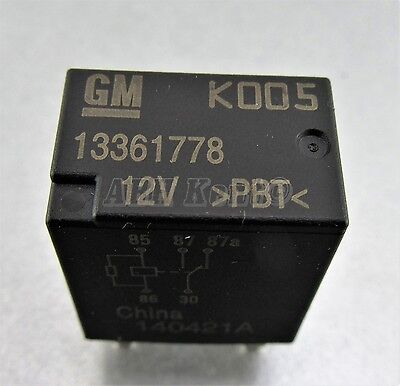 GM K005
13361778
12V >PBT<
85 87 87a
86 30
China
140421A